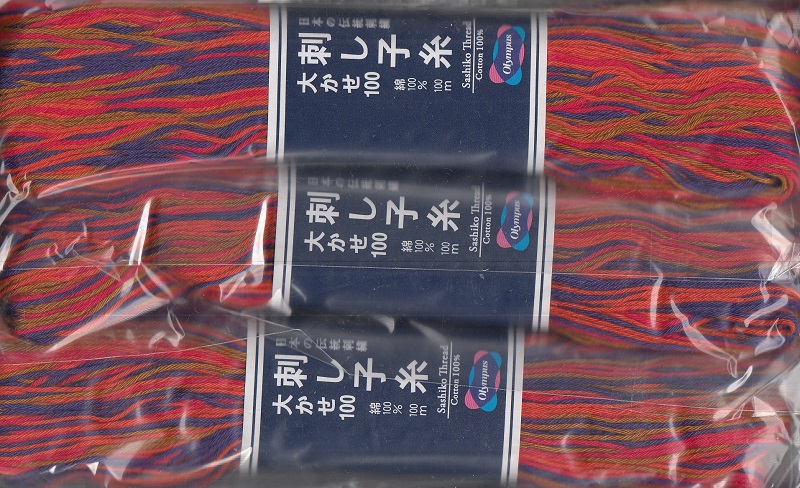 日本の伝統刺繍
刺し子糸
大かせ100
綿100% 100m
Sashiko Thread
Cotton 100%
Olympus
日本の伝統刺繍
刺し子糸
大かせ100
綿100% 100m
Sashiko Thread
Cotton 100%
Olympus
日本の伝統刺繍
刺し子糸
大かせ100
綿100% 100m
Sashiko Thread
Cotton 100%
Olympus